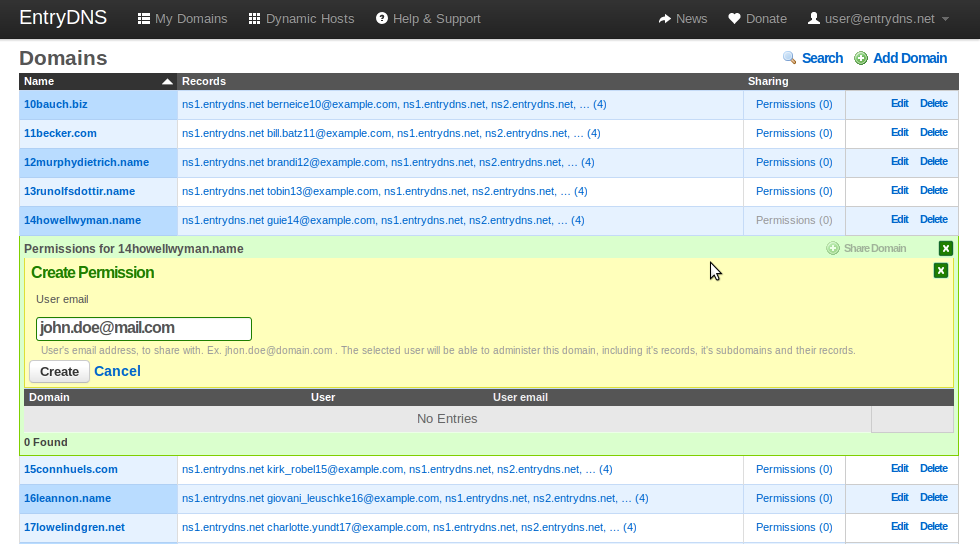 EntryDNS My Domains Dynamic Hosts Help & Support News Donate user@entrydns.net
Domains Search Add Domain
Name Records Sharing
10bauch.biz ns1.entrydns.net berneice10@example.com, ns1.entrydns.net, ns2.entrydns.net, ... (4) Permissions (0) Edit Delete
11becker.com ns1.entrydns.net bill.batz11@example.com, ns1.entrydns.net, ns2.entrydns.net, ... (4) Permissions (0) Edit Delete
12murphydietrich.name ns1.entrydns.net brandi12@example.com, ns1.entrydns.net, ns2.entrydns.net, ... (4) Permissions (0) Edit Delete
13runolfsdottir.name ns1.entrydns.net tobin13@example.com, ns1.entrydns.net, ns2.entrydns.net, ... (4) Permissions (0) Edit Delete
14howellwyman.name ns1.entrydns.net guie14@example.com, ns1.entrydns.net, ns2.entrydns.net, ... (4) Permissions (0) Edit Delete
Permissions for 14howellwyman.name Share Domain X
Create Permission X
User email
john.doe@mail.com
User's email address, to share with. Ex. jhon.doe@domain.com . The selected user will be able to administer this domain, including it's records, it's subdomains and their records.
Create Cancel
Domain User User email
No Entries
0 Found
15connhuels.com ns1.entrydns.net kirk_robel15@example.com, ns1.entrydns.net, ns2.entrydns.net, ... (4) Permissions (0) Edit Delete
16leannon.name ns1.entrydns.net giovani_leuschke16@example.com, ns1.entrydns.net, ns2.entrydns.net, ... (4) Permissions (0) Edit Delete
17lowelindgren.net ns1.entrydns.net charlotte.yundt17@example.com, ns1.entrydns.net, ns2.entrydns.net, ... (4) Permissions (0) Edit Delete